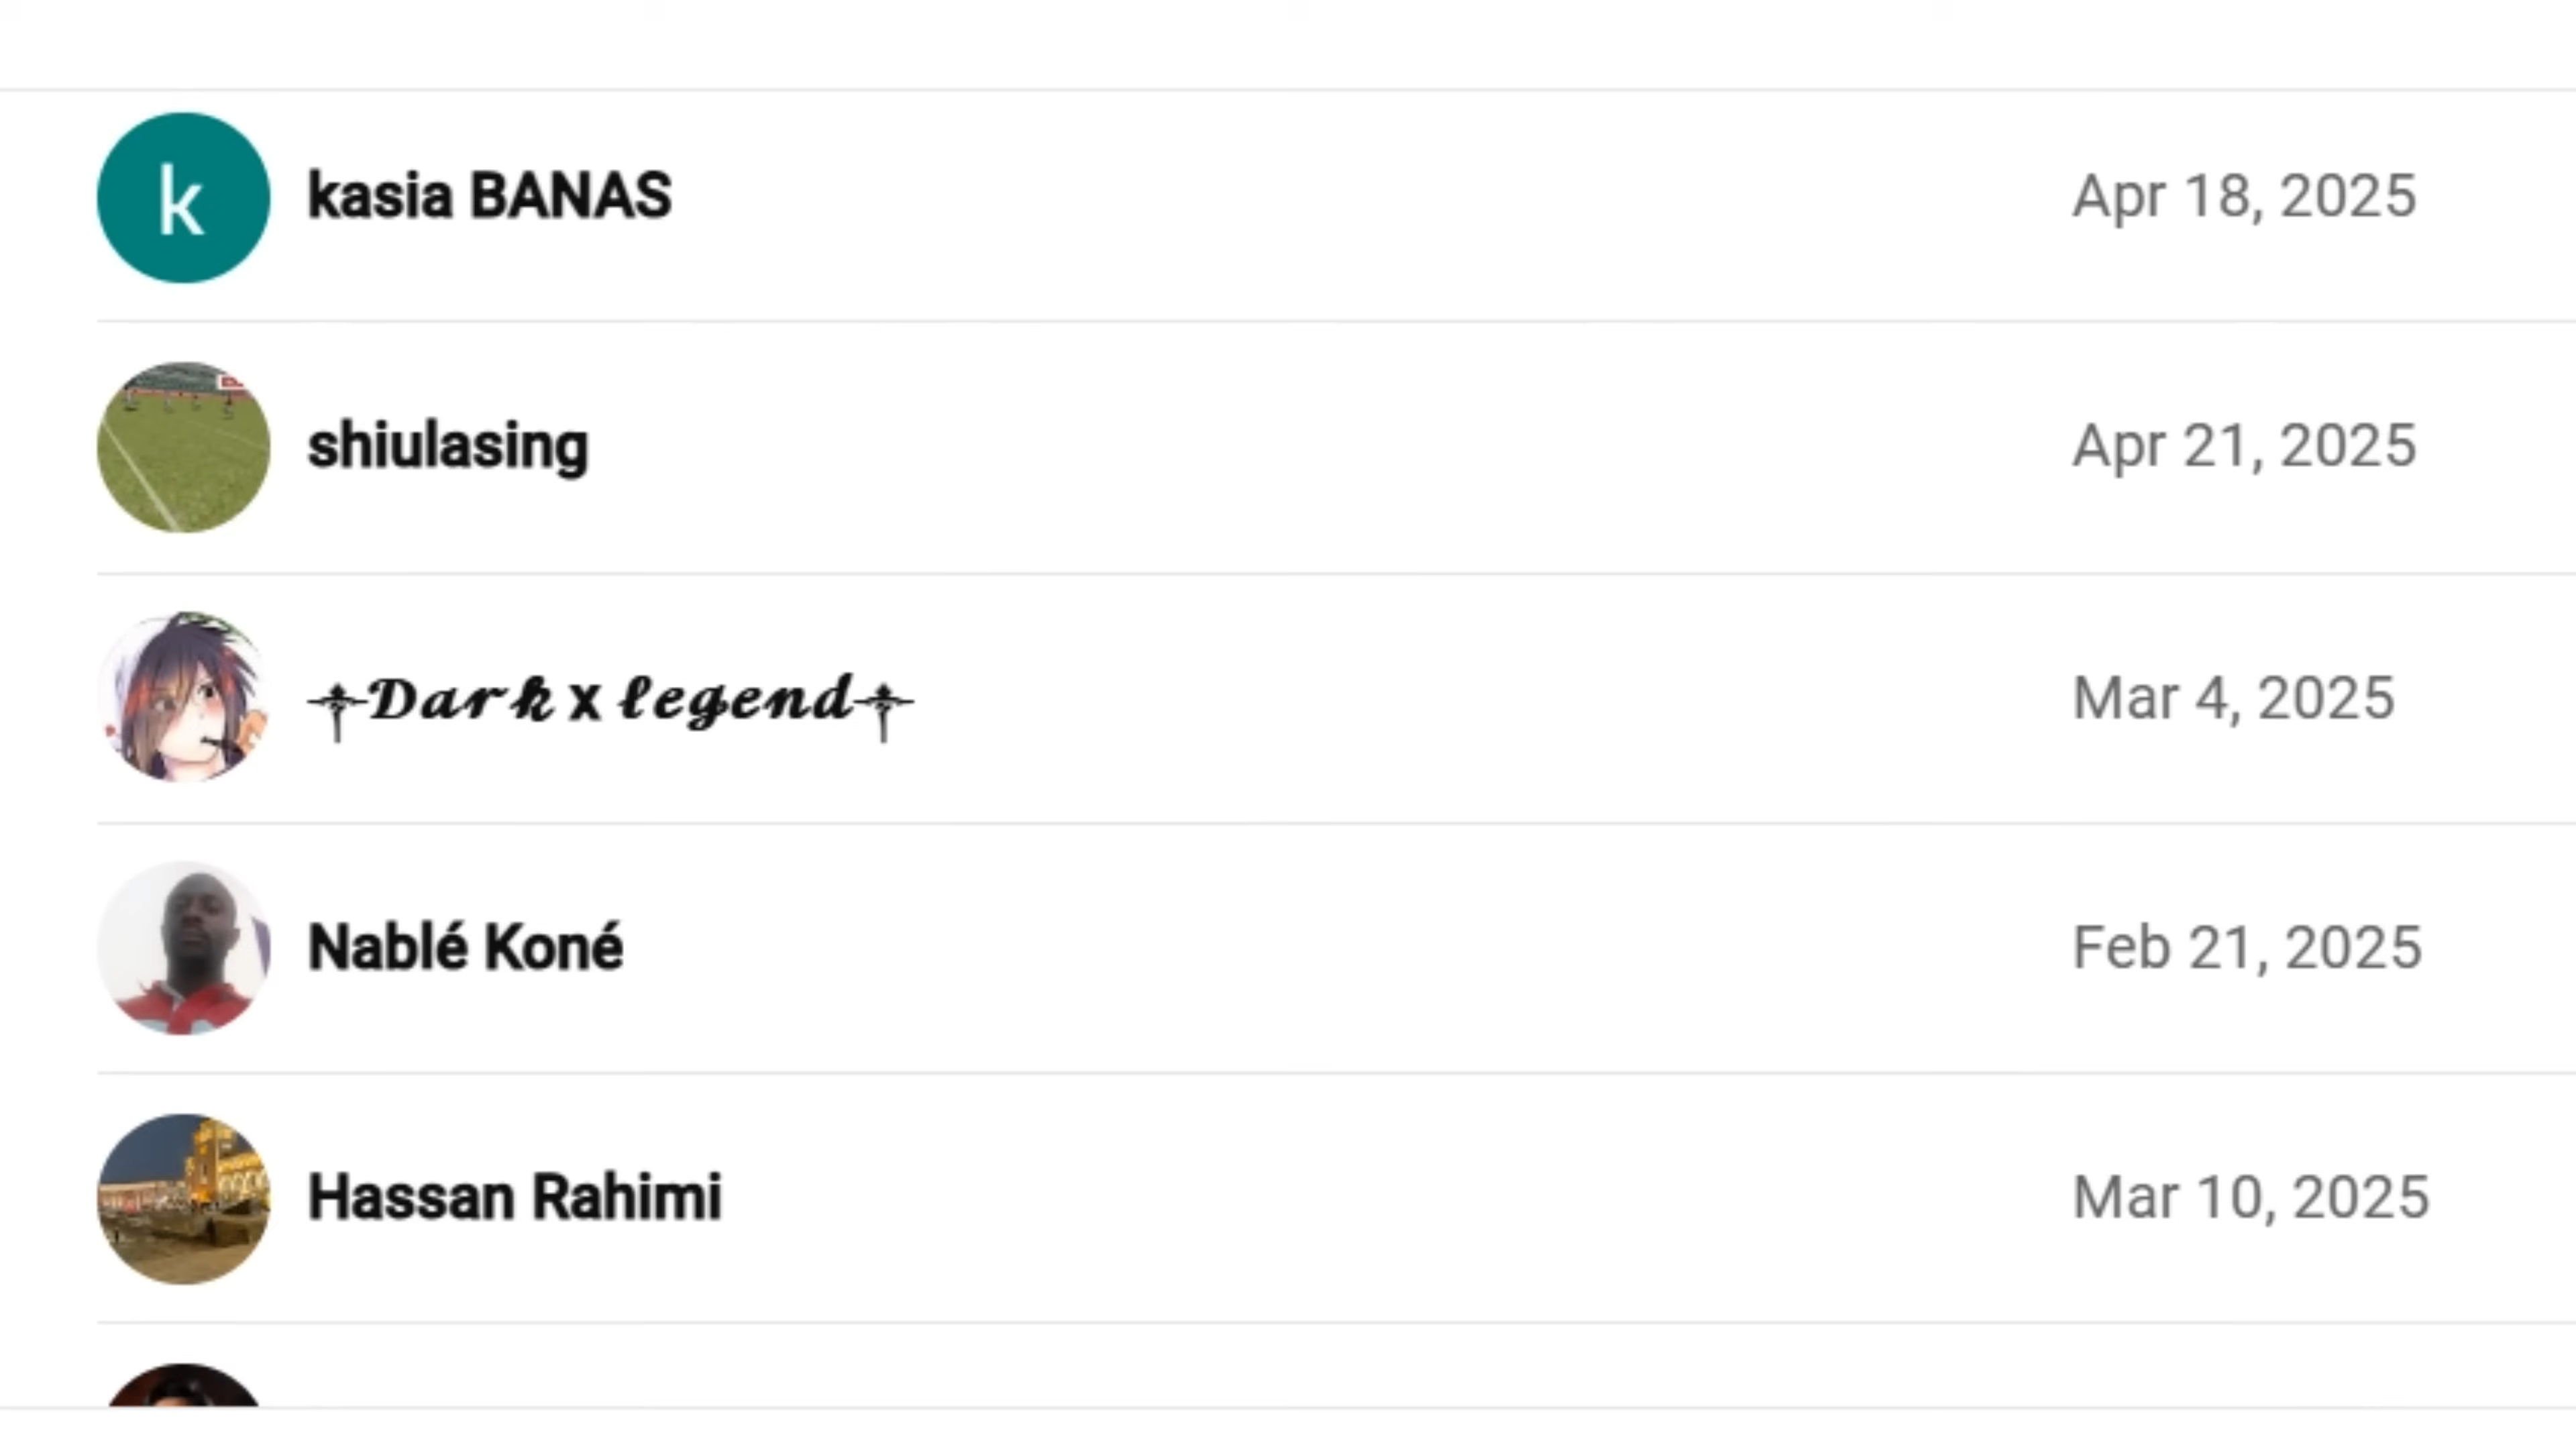 k
kasia BANAS Apr 18, 2025
shiulasing Apr 21, 2025
༒𝓓𝓪𝓻𝓴 x 𝓵𝓮𝓰𝓮𝓷𝓭༒ Mar 4, 2025
Nablé Koné Feb 21, 2025
Hassan Rahimi Mar 10, 2025